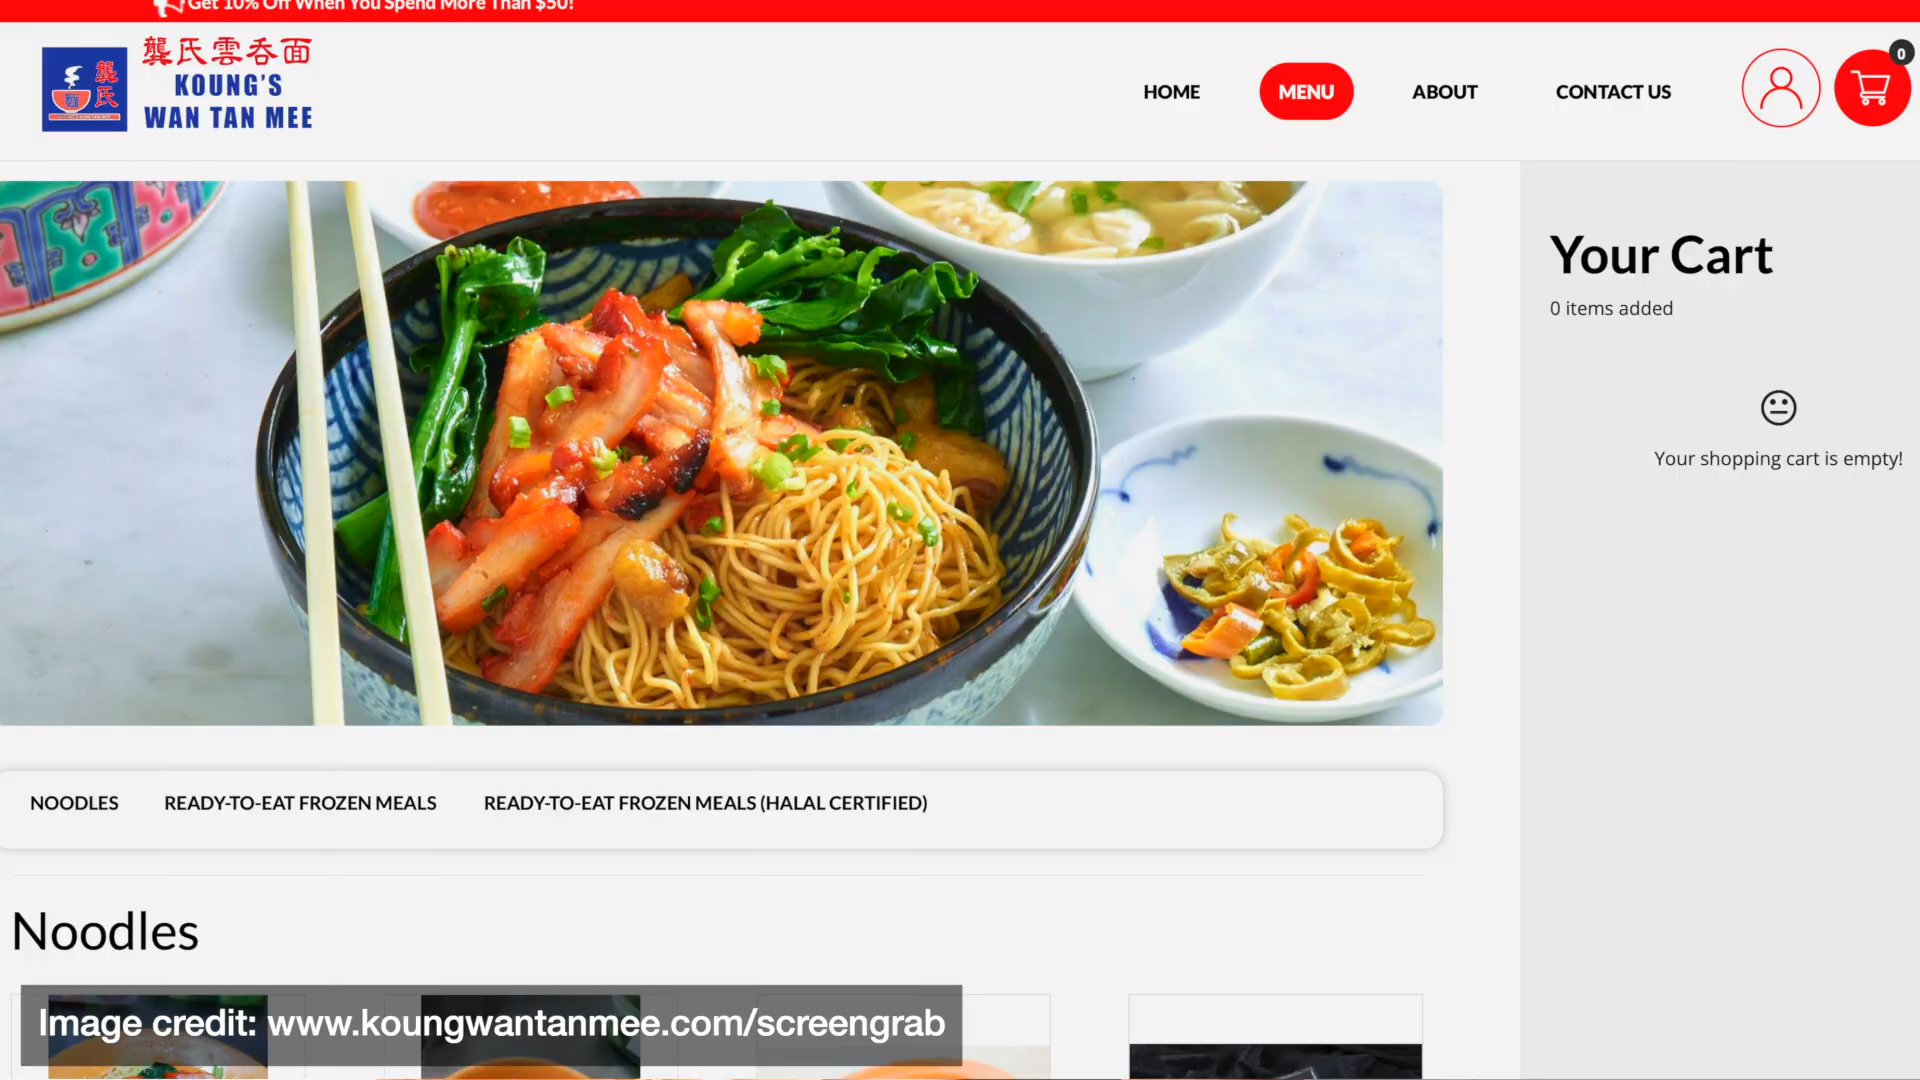 Get 10% Off When You Spend More Than $50!
龔氏雲吞面
KOUNG'S
WAN TAN MEE
龔氏
HOME
MENU
ABOUT
CONTACT US
0
Your Cart
0 items added
Your shopping cart is empty!
NOODLES
READY-TO-EAT FROZEN MEALS
READY-TO-EAT FROZEN MEALS (HALAL CERTIFIED)
Noodles
Image credit: www.koungwantanmee.com/screengrab